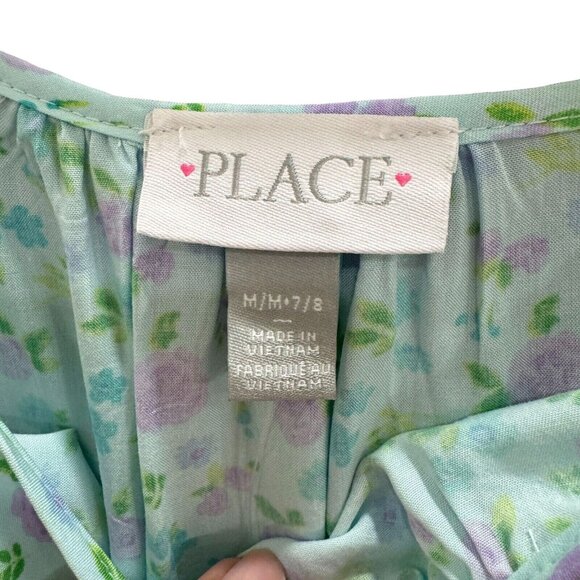 PLACE
M/M•7/8
MADE IN
VIETNAM
FABRIQUÉ AU
VIETNAM